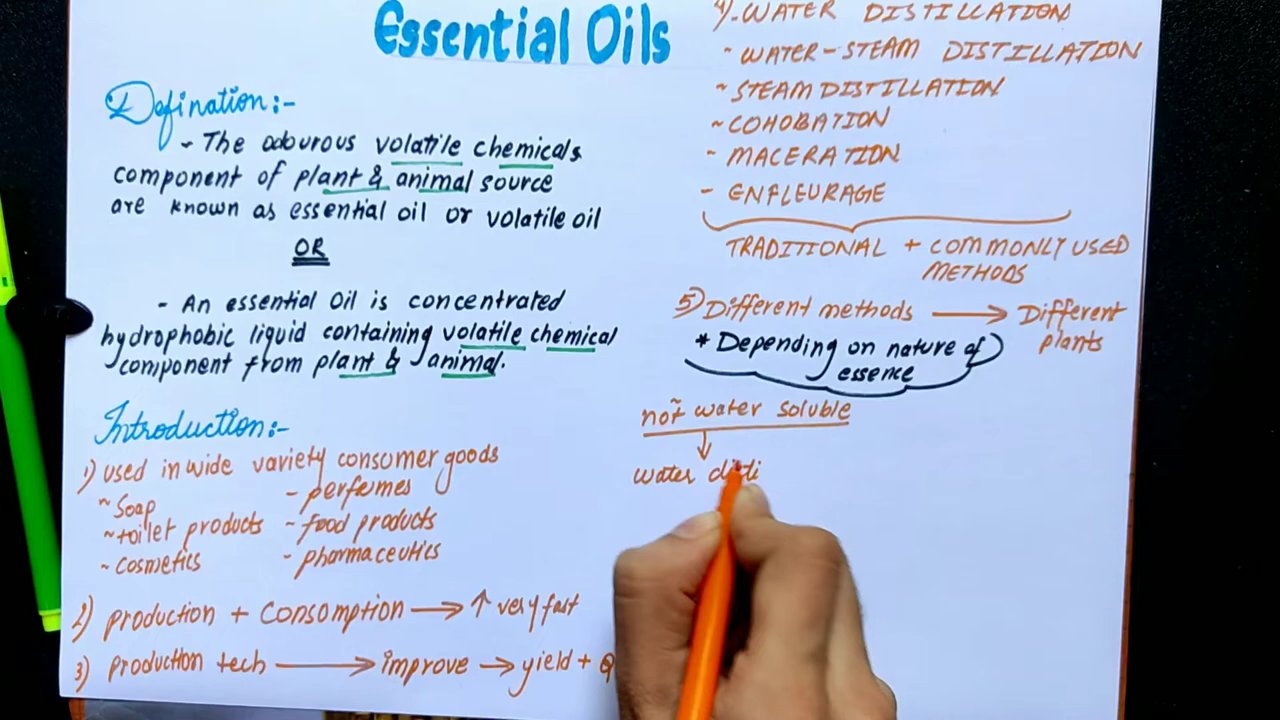 Essential Oils
Defination:-
- The odourous volatile chemicals
component of plant & animal source
are known as essential oil or volatile oil
OR
- An essential oil is concentrated
hydrophobic liquid containing volatile chemical
component from plant & animal.
Introduction:-
1) used in wide variety consumer goods
~ Soap
~ toilet products
~ Cosmetics
- perfumes
~ food products
- pharmaceutics
2) production + Consumption → ↑ very fast
3) production tech → improve → yield + Q
4) - WATER DISTILLATION
~ WATER-STEAM DISTILLATION
~ STEAM DISTILLATION
~ COHOBATION
- MACERATION
- ENFLEURAGE
TRADITIONAL + COMMONLY USED
METHODS
5) Different methods → Different
plants
* Depending on nature of
essence
not water soluble
↓
water disti